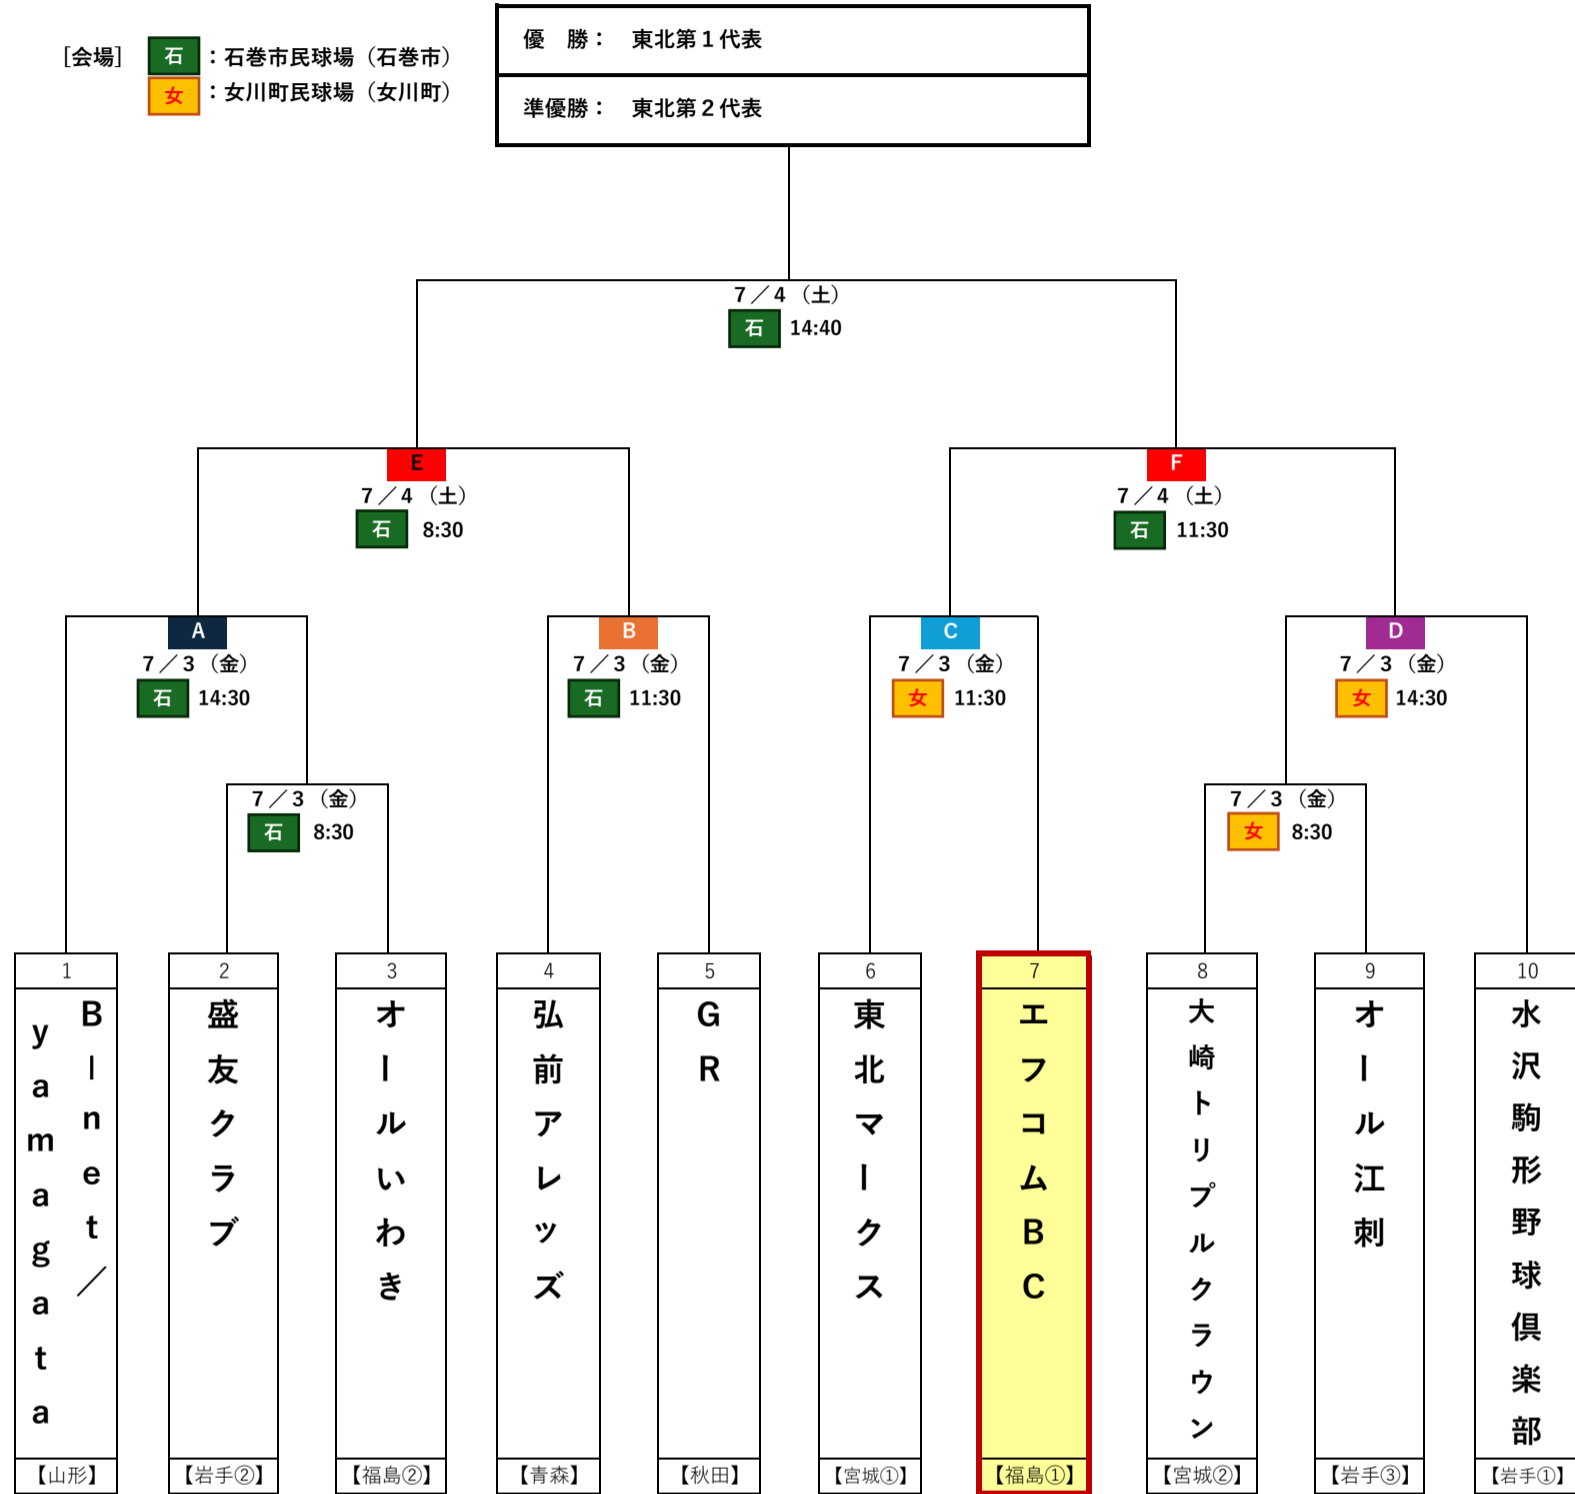 [会場] 石：石巻市民球場（石巻市）
女：女川町民球場（女川町）
優　勝：　東北第１代表
準優勝：　東北第２代表
7／4（土）
石 14:40
E
7／4（土）
石 8:30
F
7／4（土）
石 11:30
A
7／3（金）
石 14:30
B
7／3（金）
石 11:30
C
7／3（金）
女 11:30
D
7／3（金）
女 14:30
7／3（金）
石 8:30
7／3（金）
女 8:30
1
Blnet／
yamagata
【山形】
2
盛友クラブ
【岩手②】
3
オールいわき
【福島②】
4
弘前アレッズ
【青森】
5
GR
【秋田】
6
東北マークス
【宮城①】
7
エフコムBC
【福島①】
8
大崎トリプルクラウン
【宮城②】
9
オール江刺
【岩手③】
10
水沢駒形野球倶楽部
【岩手①】